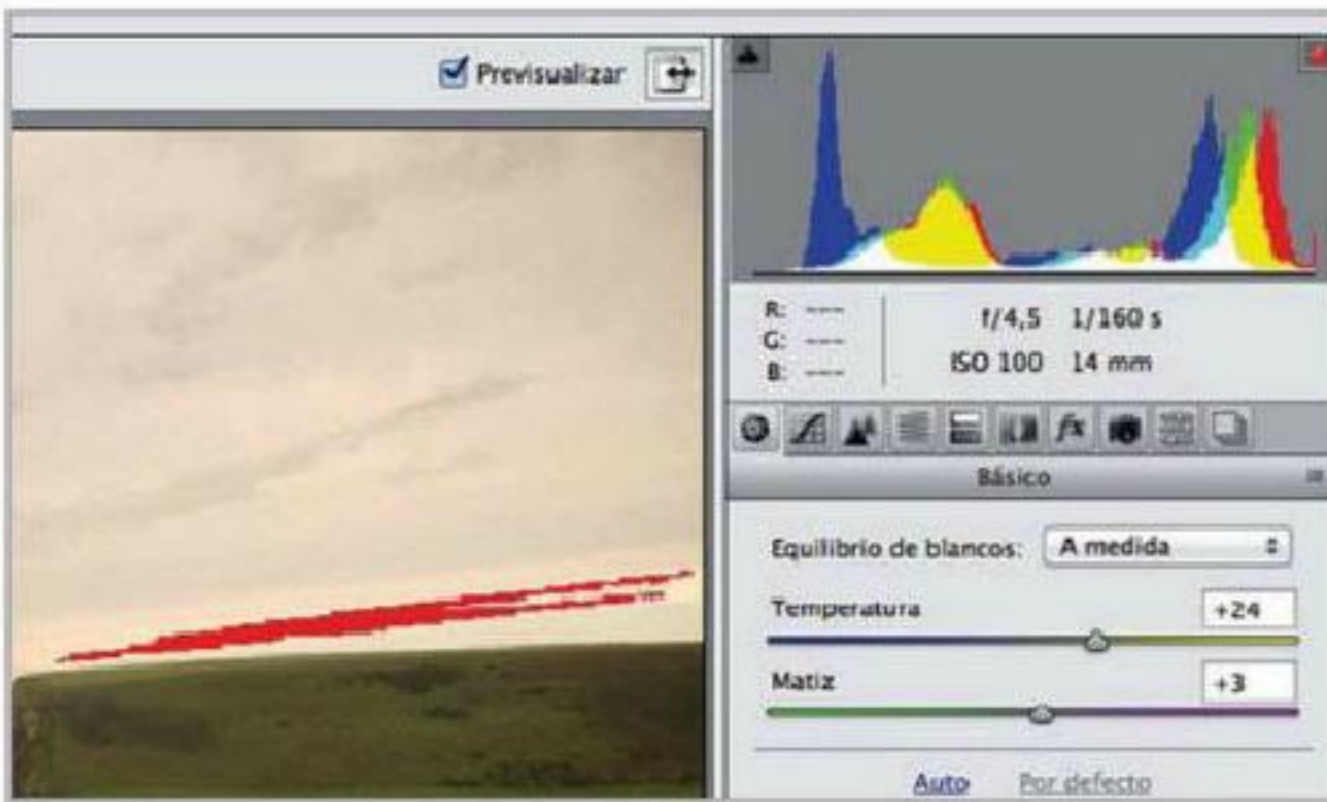 Previsualizar
R: ---
G: ---
B: ---
f/4,5 1/160 s
ISO 100 14 mm
fx
Básico
Equilibrio de blancos: A medida
Temperatura +24
Matiz +3
Auto Por defecto